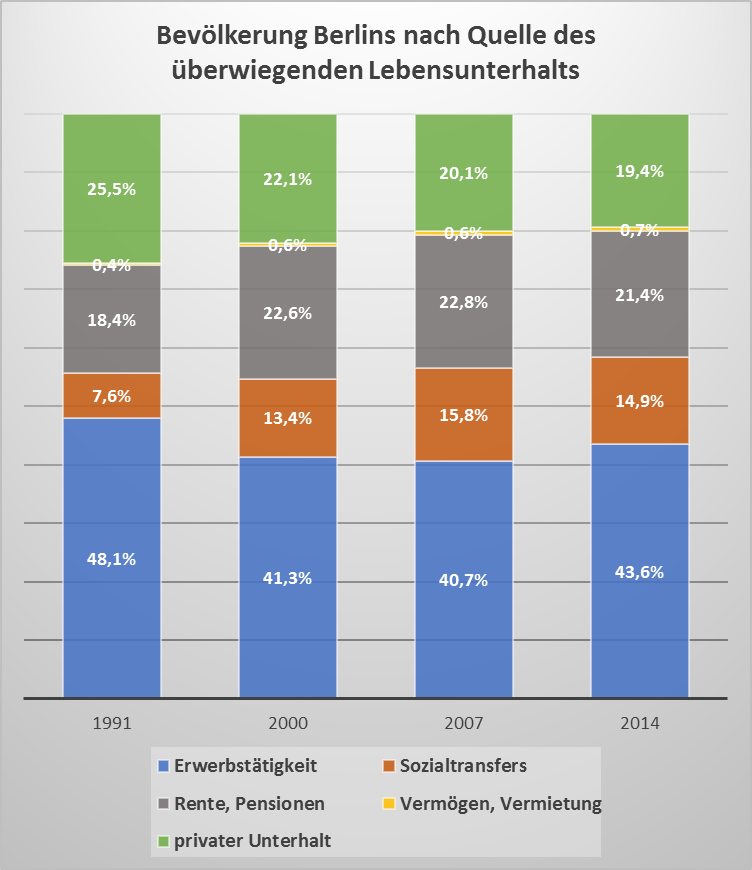 Bevölkerung Berlins nach Quelle des
überwiegenden Lebensunterhalts
25,5% 22,1% 20,1% 19,4%
0,4% 0,6% 0,6% 0,7%
18,4% 22,6% 22,8% 21,4%
7,6% 13,4% 15,8% 14,9%
48,1% 41,3% 40,7% 43,6%
1991 2000 2007 2014
Erwerbstätigkeit Sozialtransfers
Rente, Pensionen Vermögen, Vermietung
privater Unterhalt